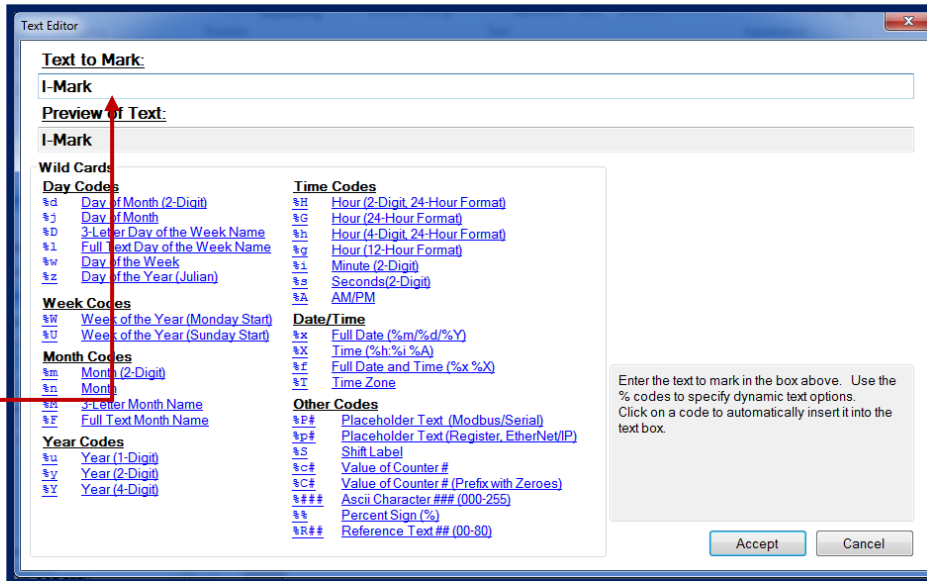 Text Editor
Text to Mark:
I-Mark
Preview of Text:
I-Mark
Wild Cards
Day Codes
%d Day of Month (2-Digit)
%j Day of Month
%D 3-Letter Day of the Week Name
%l Full Text Day of the Week Name
%w Day of the Week
%z Day of the Year (Julian)
Week Codes
%W Week of the Year (Monday Start)
%U Week of the Year (Sunday Start)
Month Codes
%m Month (2-Digit)
%n Month
%M 3-Letter Month Name
%F Full Text Month Name
Year Codes
%u Year (1-Digit)
%y Year (2-Digit)
%Y Year (4-Digit)
Time Codes
%H Hour (2-Digit, 24-Hour Format)
%G Hour (24-Hour Format)
%h Hour (4-Digit, 24-Hour Format)
%g Hour (12-Hour Format)
%i Minute (2-Digit)
%s Seconds(2-Digit)
%A AM/PM
Date/Time
%x Full Date (%m/%d/%Y)
%X Time (%h:%i %A)
%f Full Date and Time (%x %X)
%T Time Zone
Other Codes
%P# Placeholder Text (Modbus/Serial)
%p# Placeholder Text (Register, EtherNet/IP)
%S Shift Label
%c# Value of Counter #
%C# Value of Counter # (Prefix with Zeroes)
%### Ascii Character ### (000-255)
%% Percent Sign (%)
%R## Reference Text ## (00-80)
Enter the text to mark in the box above. Use the
% codes to specify dynamic text options.
Click on a code to automatically insert it into the
text box.
Accept
Cancel